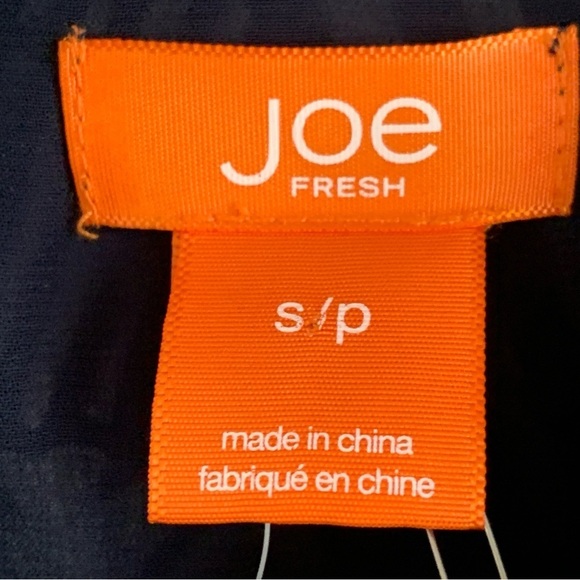 Joe
FRESH
s/p
made in china
fabriqué en chine